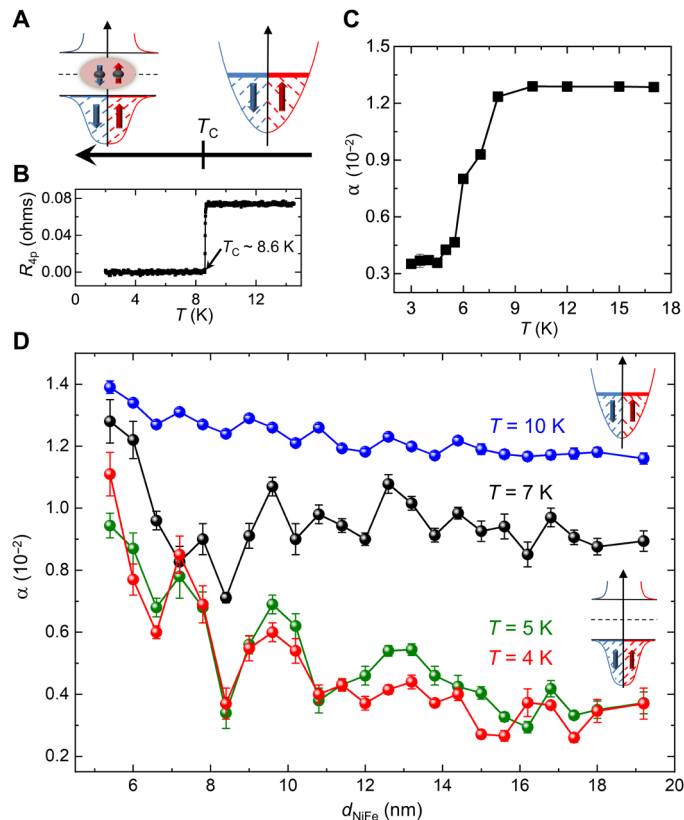 A
T_C
B
R_4p (ohms)
0.08
0.04
0.00
T_C ~ 8.6 K
0 4 8 12
T (K)
C
α (10⁻²)
1.5
1.2
0.9
0.6
0.3
3 6 9 12 15 18
T (K)
D
α (10⁻²)
1.4
1.2
1.0
0.8
0.6
0.4
0.2
T = 10 K
T = 7 K
T = 5 K
T = 4 K
6 8 10 12 14 16 18 20
d_NiFe (nm)